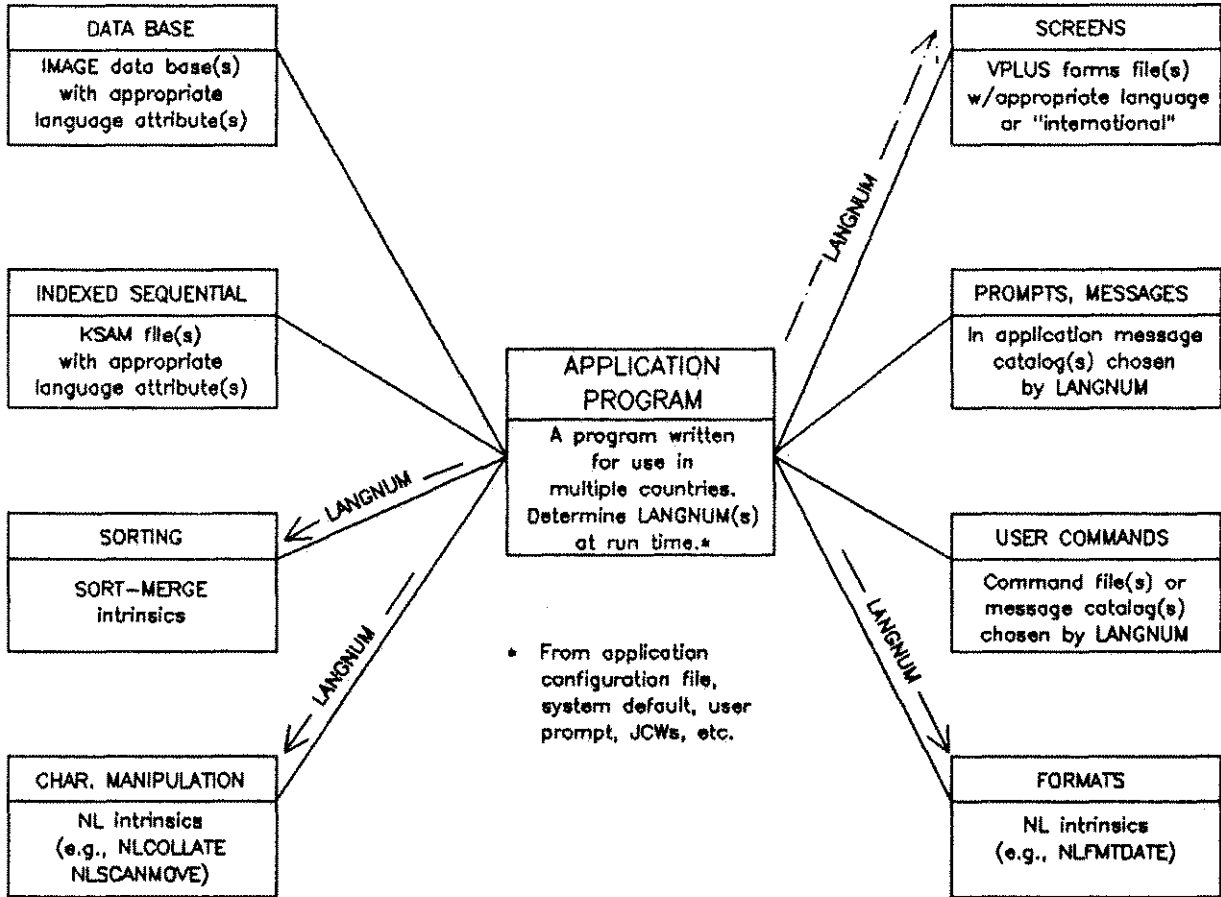 DATA BASE
IMAGE data base(s)
with appropriate
language attribute(s)
INDEXED SEQUENTIAL
KSAM file(s)
with appropriate
language attribute(s)
LANGNUM
SORTING
SORT-MERGE
intrinsics
LANGNUM
CHAR. MANIPULATION
NL intrinsics
(e.g., NLCOLLATE
NLSCANMOVE)
APPLICATION
PROGRAM
A program written
for use in
multiple countries.
Determine LANGNUM(s)
at run time.*
* From application
configuration file,
system default, user
prompt, JCWs, etc.
SCREENS
VPLUS forms file(s)
w/appropriate language
or "international"
LANGNUM
PROMPTS, MESSAGES
In application message
catalog(s) chosen
by LANGNUM
USER COMMANDS
Command file(s) or
message catalog(s)
chosen by LANGNUM
LANGNUM
FORMATS
NL intrinsics
(e.g., NLFMTDATE)